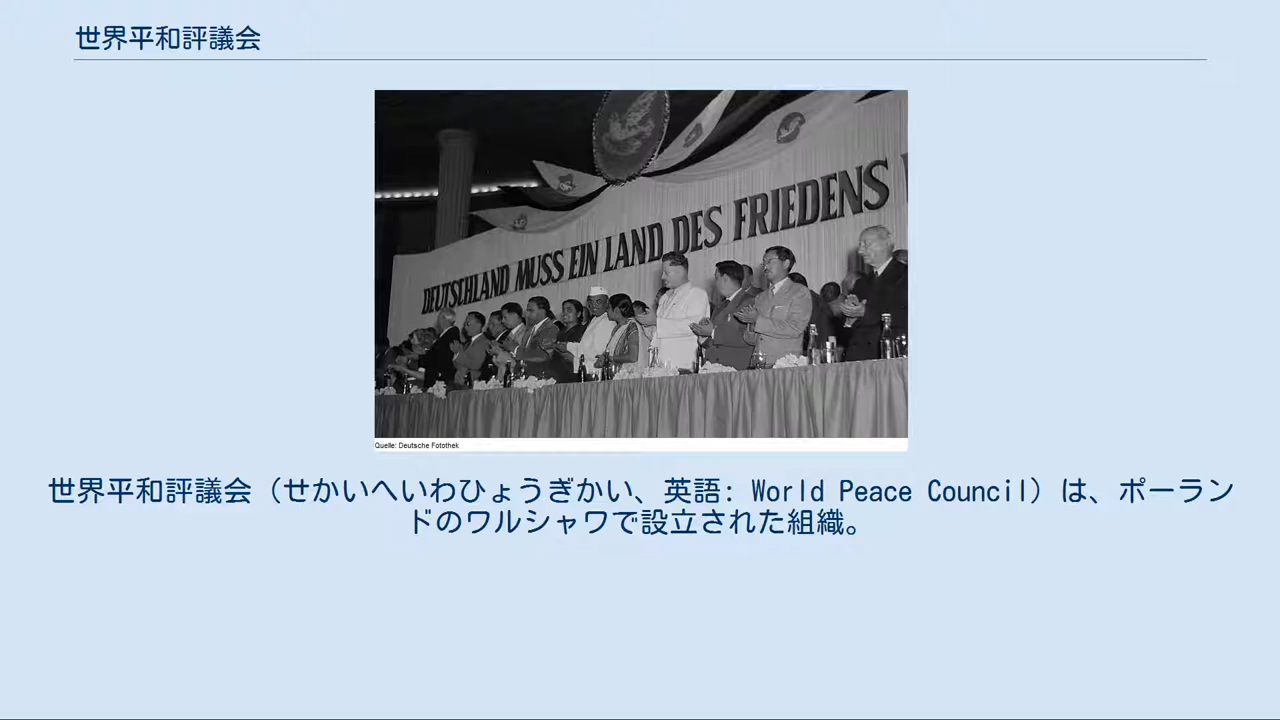 世界平和評議会
DEUTSCHLAND MUSS EIN LAND DES FRIEDENS
Quelle: Deutsche Fotothek
世界平和評議会（せかいへいわひょうぎかい、英語: World Peace Council）は、ポーラン
ドのワルシャワで設立された組織。